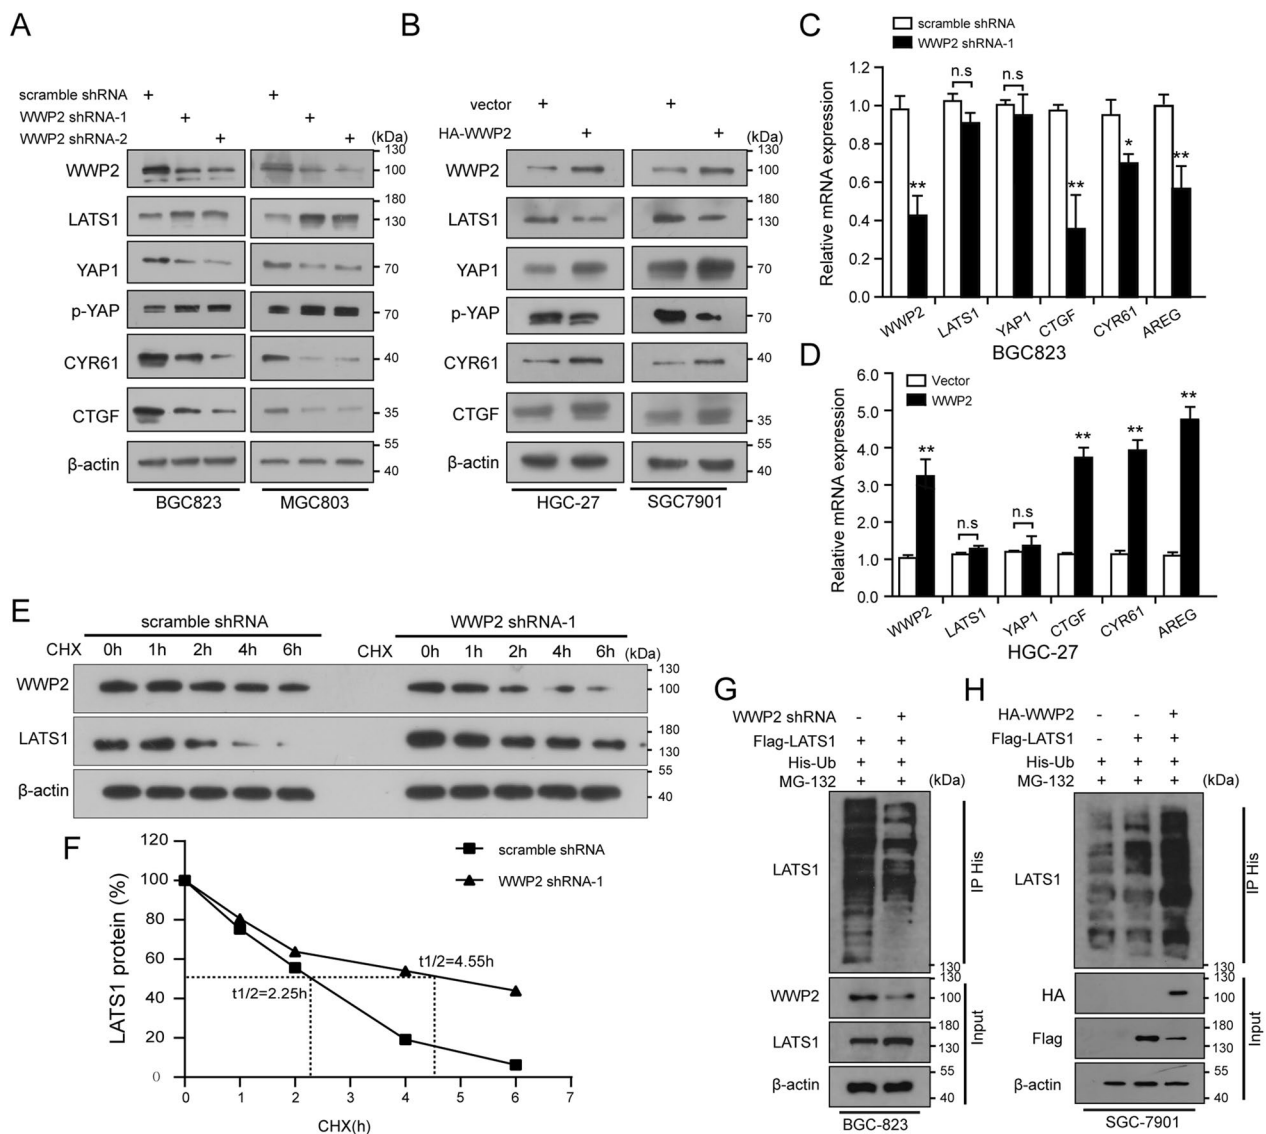 A
scramble shRNA + +
WWP2 shRNA-1 + +
WWP2 shRNA-2 + + (kDa)
WWP2 130
100
LATS1 180
130
YAP1 70
p-YAP 70
CYR61 40
CTGF 35
β-actin 55
40
BGC823 MGC803
B
vector + +
HA-WWP2 + + (kDa)
WWP2 130
100
LATS1 180
130
YAP1 70
p-YAP 70
CYR61 40
CTGF 35
β-actin 55
40
HGC-27 SGC7901
C
scramble shRNA
WWP2 shRNA-1
Relative mRNA expression
1.2
1.0
0.8
0.6
0.4
0.2
0.0
** n.s n.s ** * **
WWP2 LATS1 YAP1 CTGF CYR61 AREG
BGC823
D
Vector
WWP2
Relative mRNA expression
6.0
5.0
4.0
3.0
2.0
1.0
0.0
** n.s n.s ** ** **
WWP2 LATS1 YAP1 CTGF CYR61 AREG
HGC-27
E
scramble shRNA WWP2 shRNA-1
CHX 0h 1h 2h 4h 6h CHX 0h 1h 2h 4h 6h (kDa)
WWP2 130
100
LATS1 180
130
β-actin 55
40
F
scramble shRNA
WWP2 shRNA-1
LATS1 protein (%)
120
100
80
60
40
20
0
t1/2=4.55h
t1/2=2.25h
0 1 2 3 4 5 6 7
CHX(h)
G
WWP2 shRNA - +
Flag-LATS1 + +
His-Ub + +
MG-132 + + (kDa)
LATS1
IP His
130
WWP2 130
100
LATS1 180
130
β-actin 55
40
Input
BGC-823
H
HA-WWP2 - - +
Flag-LATS1 - + +
His-Ub + + +
MG-132 + + + (kDa)
LATS1
IP His
130
HA 130
100
Flag 180
130
β-actin 55
40
Input
SGC-7901